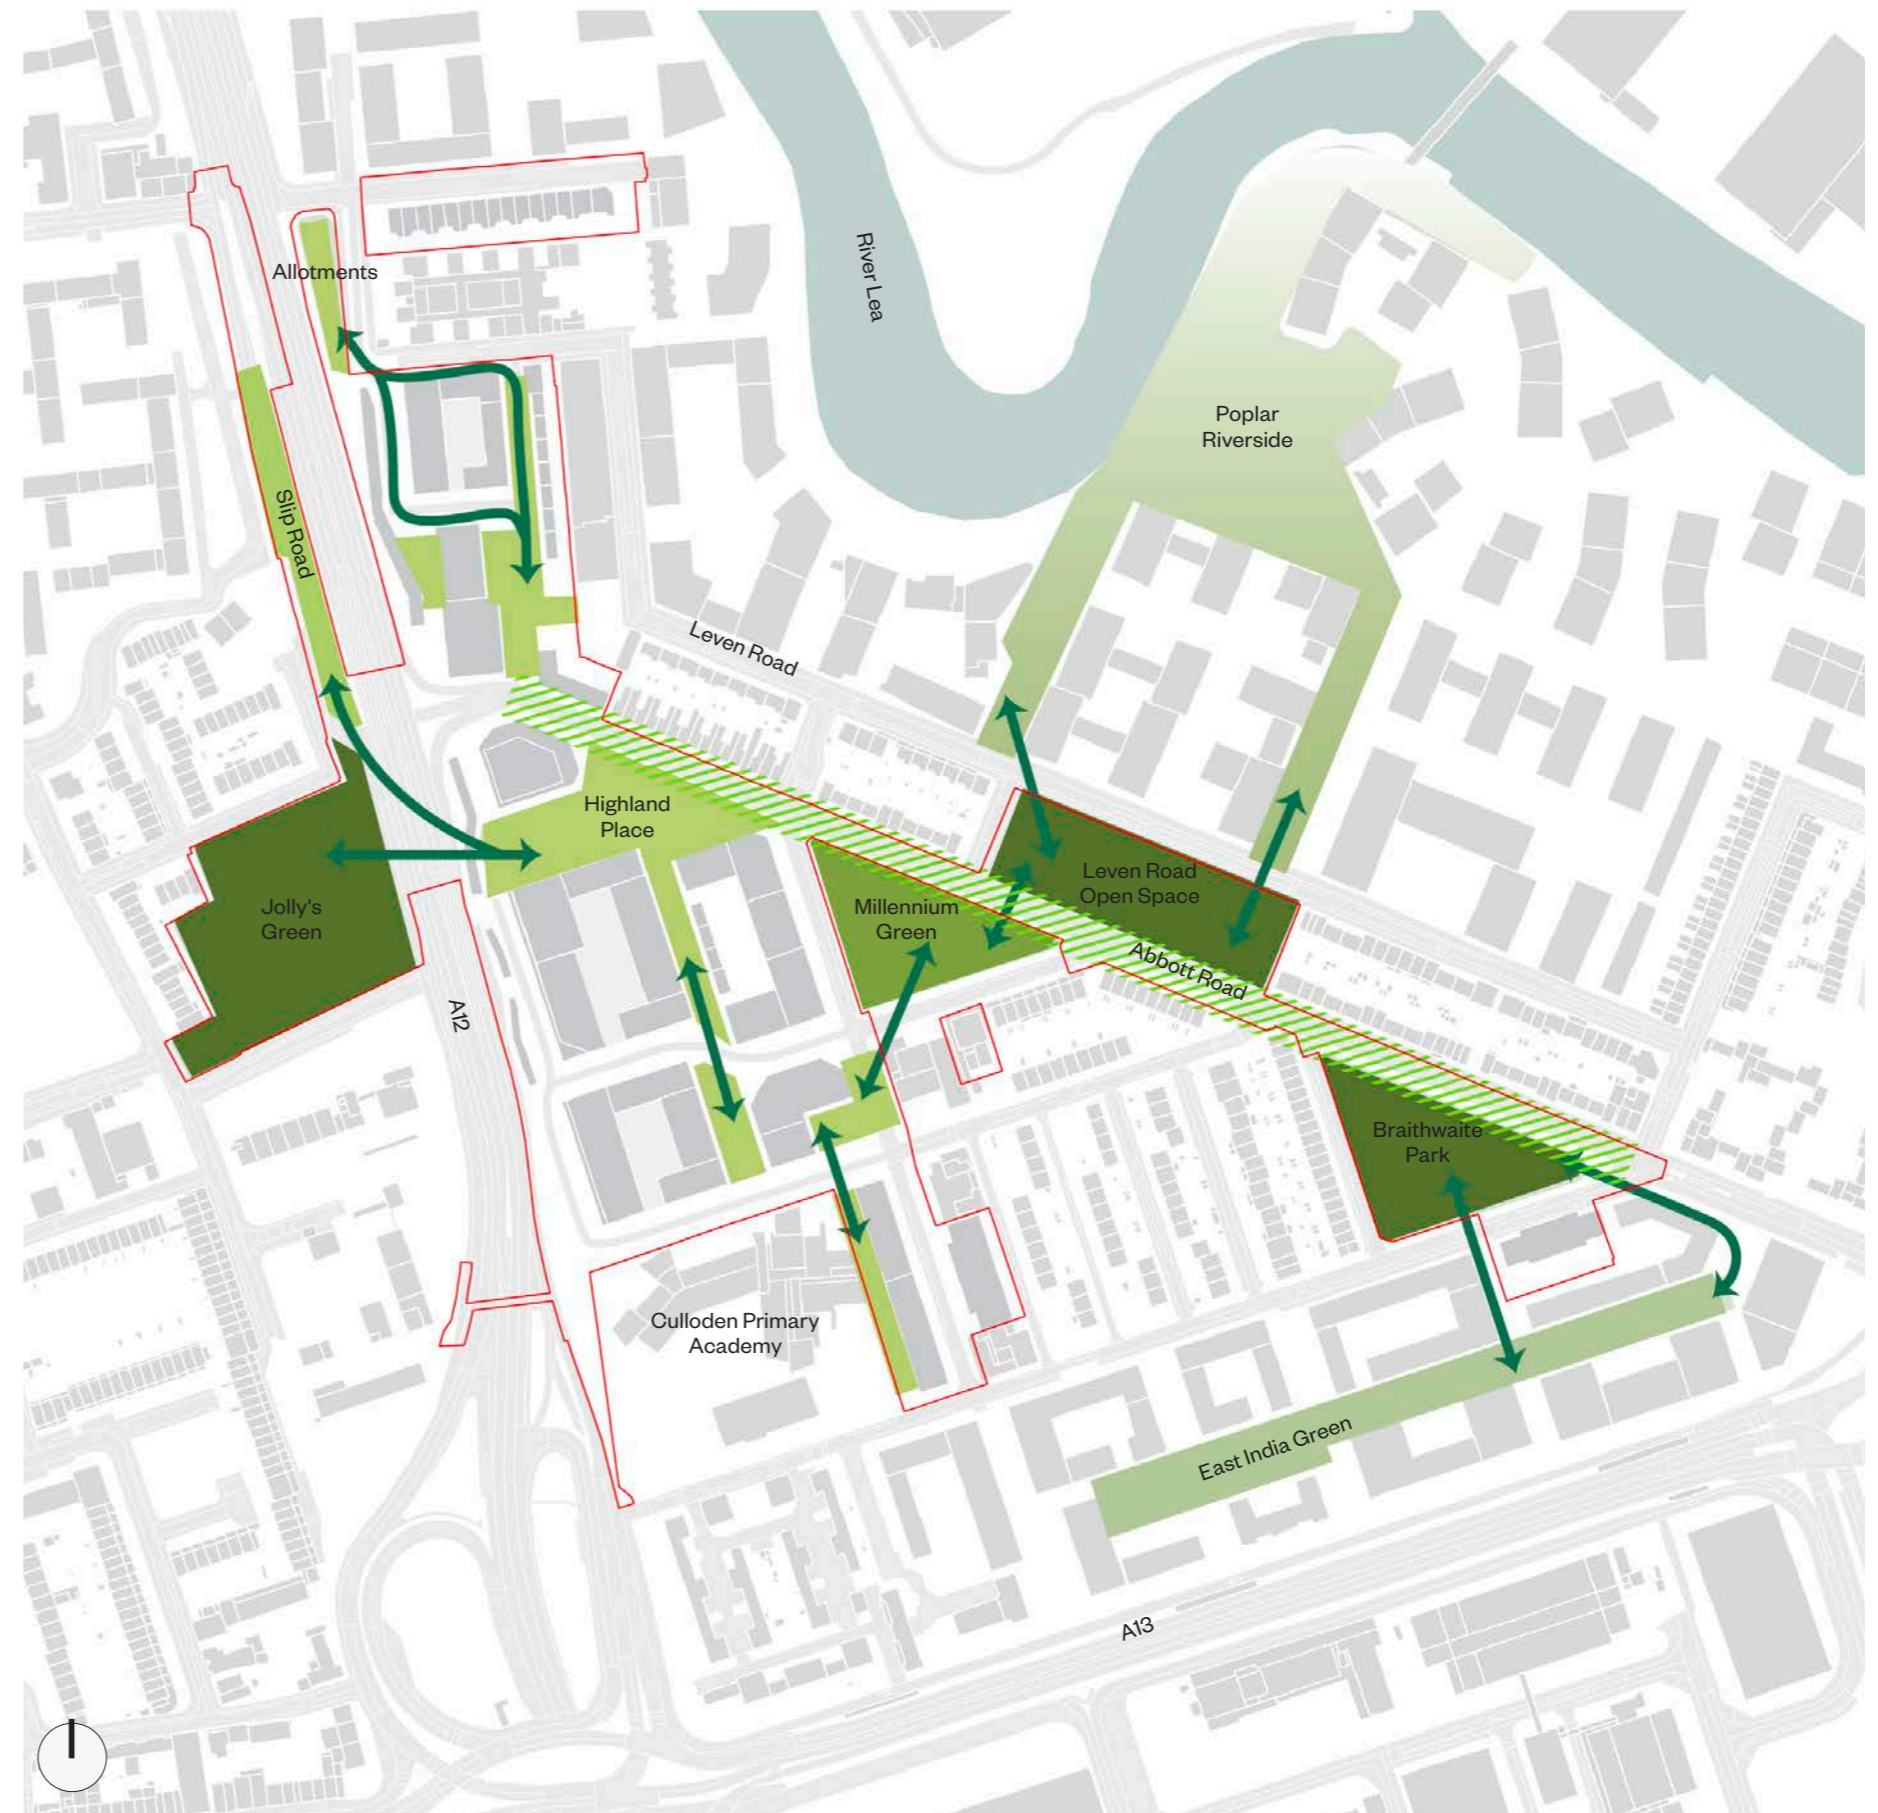 Allotments
River Lea
Poplar
Riverside
Slip Road
Leven Road
Highland
Place
Leven Road
Open Space
Jolly's
Green
Millennium
Green
Abbott Road
A12
Braithwaite
Park
Culloden Primary
Academy
East India Green
A13